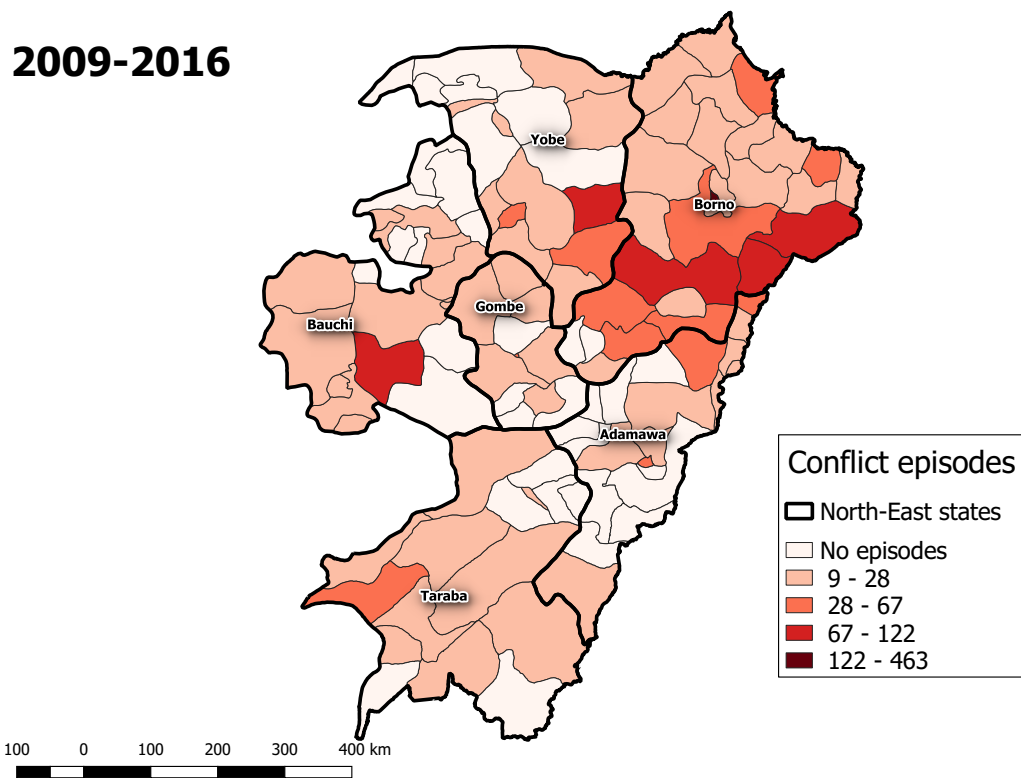 2009-2016
Yobe
Borno
Gombe
Bauchi
Adamawa
Taraba
Conflict episodes
North-East states
No episodes
9 - 28
28 - 67
67 - 122
122 - 463
100 0 100 200 300 400 km